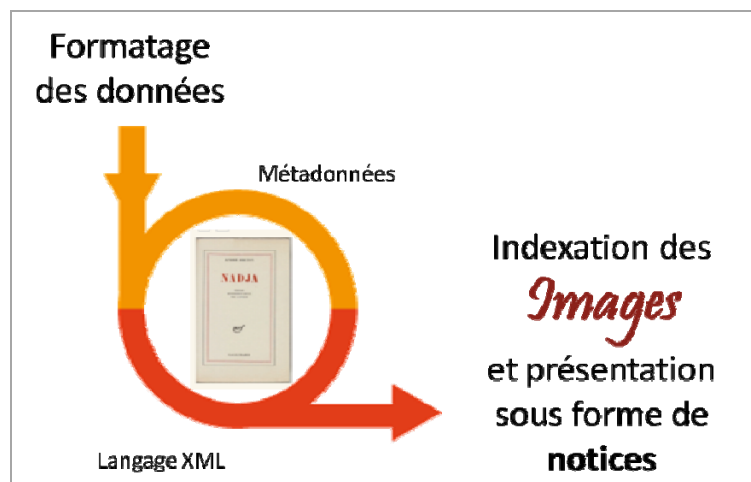 Formatage
des données
Métadonnées
NADJA
Indexation des
Images
et présentation
sous forme de
notices
Langage XML